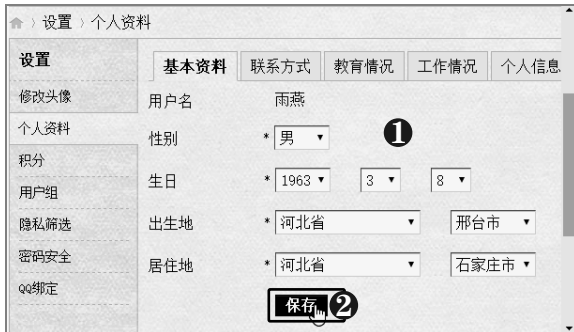 设置 > 个人资料
设置
修改头像
个人资料
积分
用户组
隐私筛选
密码安全
QQ绑定
基本资料 联系方式 教育情况 工作情况 个人信息
用户名 雨燕
性别 * 男 ❶
生日 * 1963 3 8
出生地 * 河北省 邢台市
居住地 * 河北省 石家庄市
保存 ❷